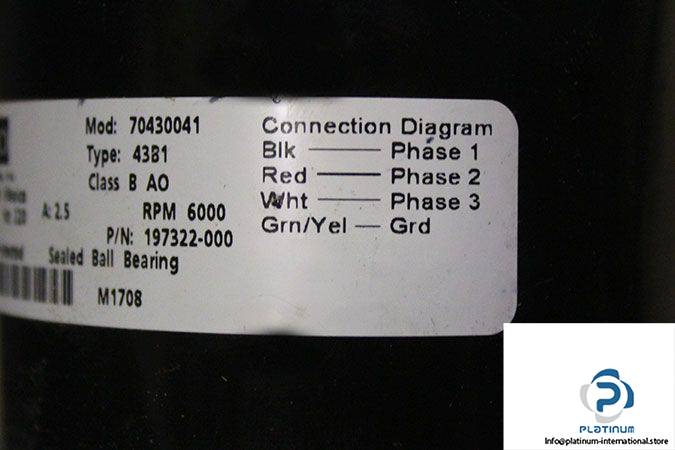 Mod: 70430041
Type: 43B1
Class B AO
A: 2.5 RPM 6000
P/N: 197322-000
Sealed Ball Bearing
M1708
Connection Diagram
Blk Phase 1
Red Phase 2
Wht Phase 3
Grn/Yel Grd
PLATINUM
Info@platinum-international.store